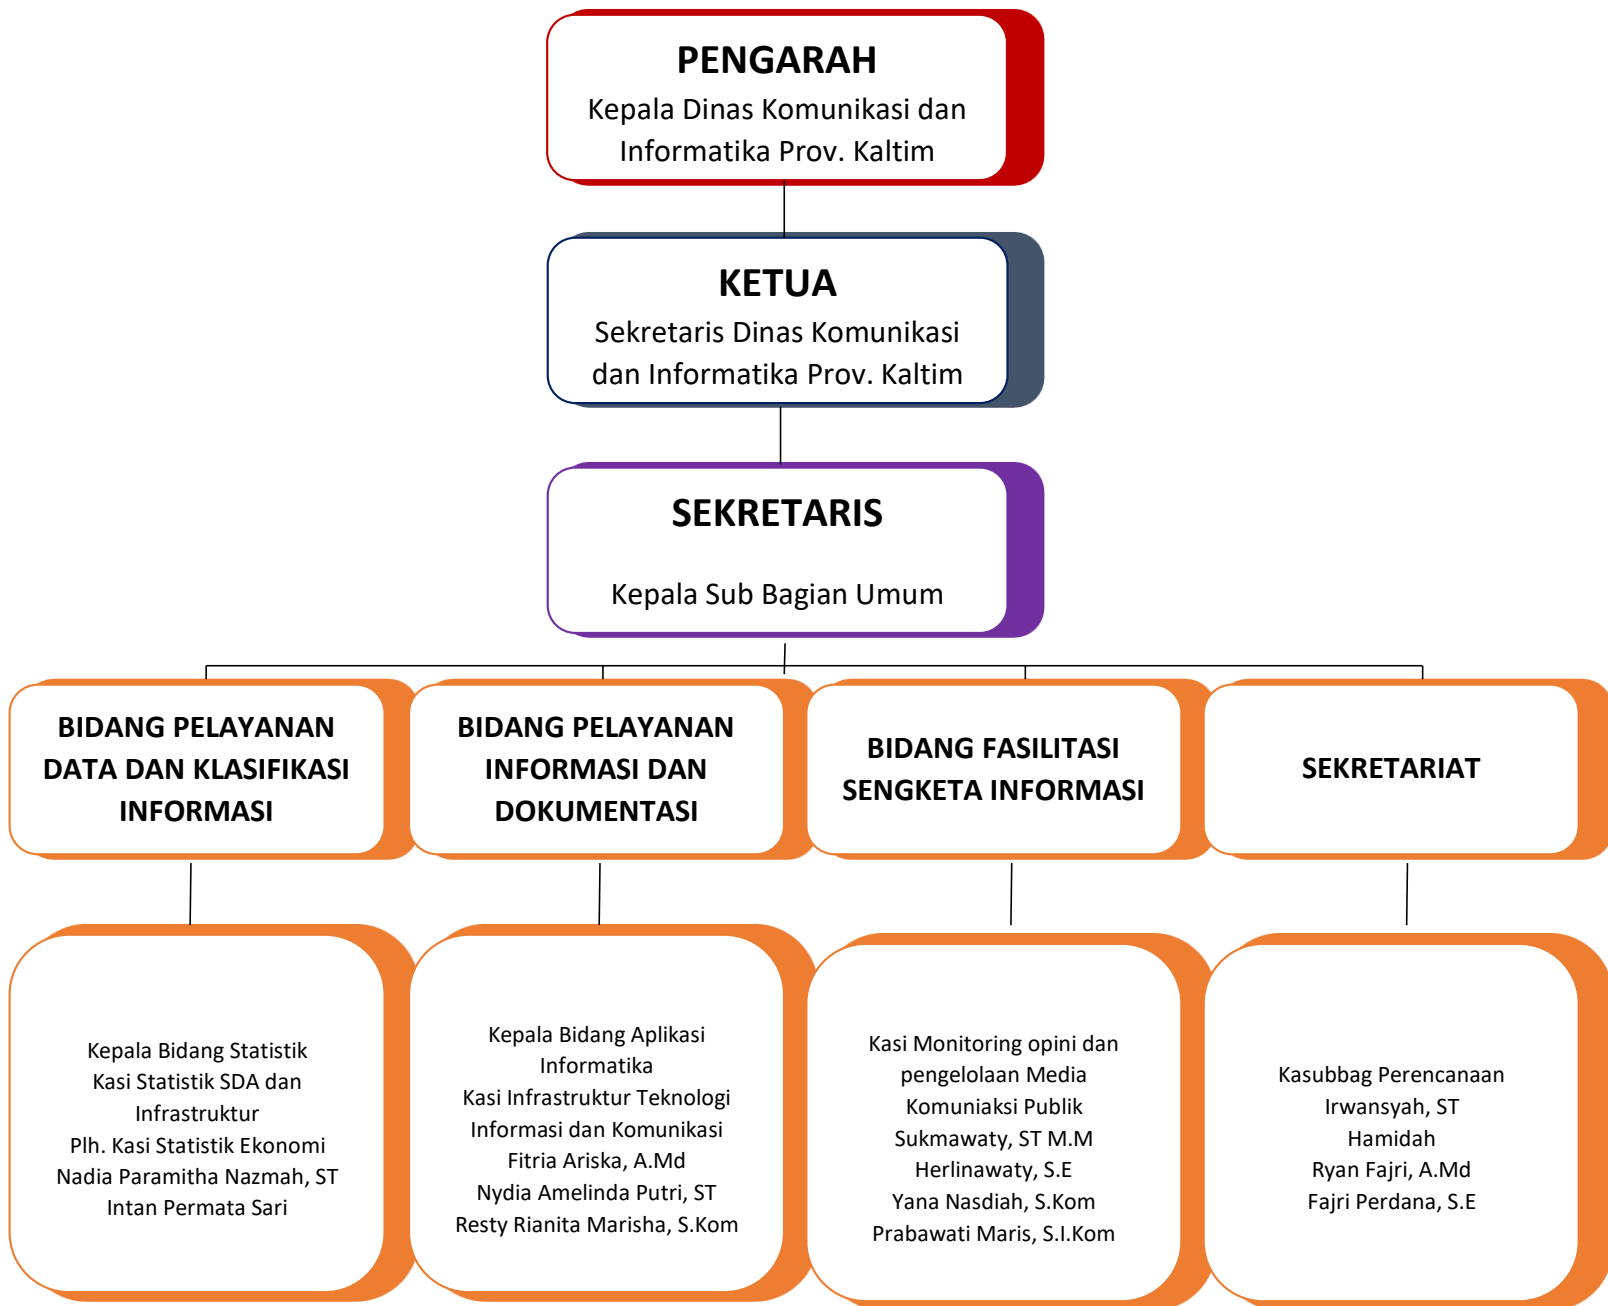 PENGARAH
Kepala Dinas Komunikasi dan
Informatika Prov. Kaltim
KETUA
Sekretaris Dinas Komunikasi
dan Informatika Prov. Kaltim
SEKRETARIS
Kepala Sub Bagian Umum
BIDANG PELAYANAN
DATA DAN KLASIFIKASI
INFORMASI
BIDANG PELAYANAN
INFORMASI DAN
DOKUMENTASI
BIDANG FASILITASI
SENGKETA INFORMASI
SEKRETARIAT
Kepala Bidang Statistik
Kasi Statistik SDA dan
Infrastruktur
Plh. Kasi Statistik Ekonomi
Nadia Paramitha Nazmah, ST
Intan Permata Sari
Kepala Bidang Aplikasi
Informatika
Kasi Infrastruktur Teknologi
Informasi dan Komunikasi
Fitria Ariska, A.Md
Nydia Amelinda Putri, ST
Resty Rianita Marisha, S.Kom
Kasi Monitoring opini dan
pengelolaan Media
Komuniaksi Publik
Sukmawaty, ST M.M
Herlinawaty, S.E
Yana Nasdiah, S.Kom
Prabawati Maris, S.I.Kom
Kasubbag Perencanaan
Irwansyah, ST
Hamidah
Ryan Fajri, A.Md
Fajri Perdana, S.E